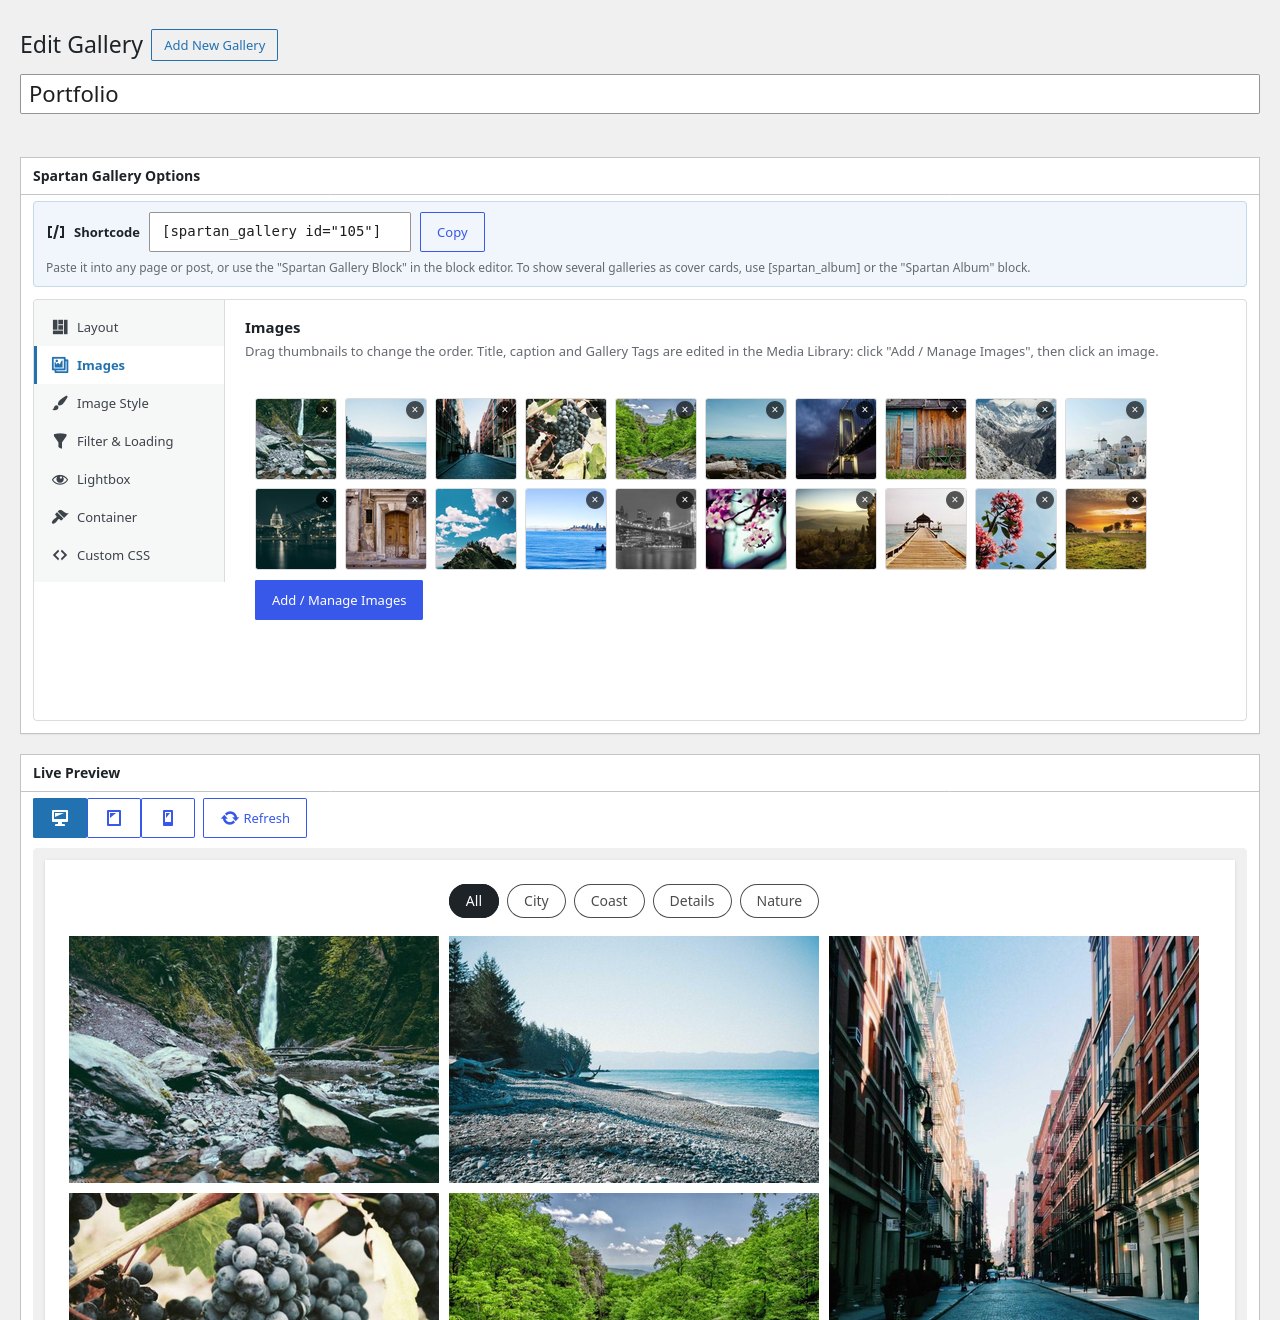 Edit Gallery
Add New Gallery
Portfolio
Spartan Gallery Options
[/] Shortcode
[spartan_gallery id="105"]
Copy
Paste it into any page or post, or use the "Spartan Gallery Block" in the block editor. To show several galleries as cover cards, use [spartan_album] or the "Spartan Album" block.
Layout
Images
Image Style
Filter & Loading
Lightbox
Container
Custom CSS
Images
Drag thumbnails to change the order. Title, caption and Gallery Tags are edited in the Media Library: click "Add / Manage Images", then click an image.
Add / Manage Images
Live Preview
Refresh
All
City
Coast
Details
Nature